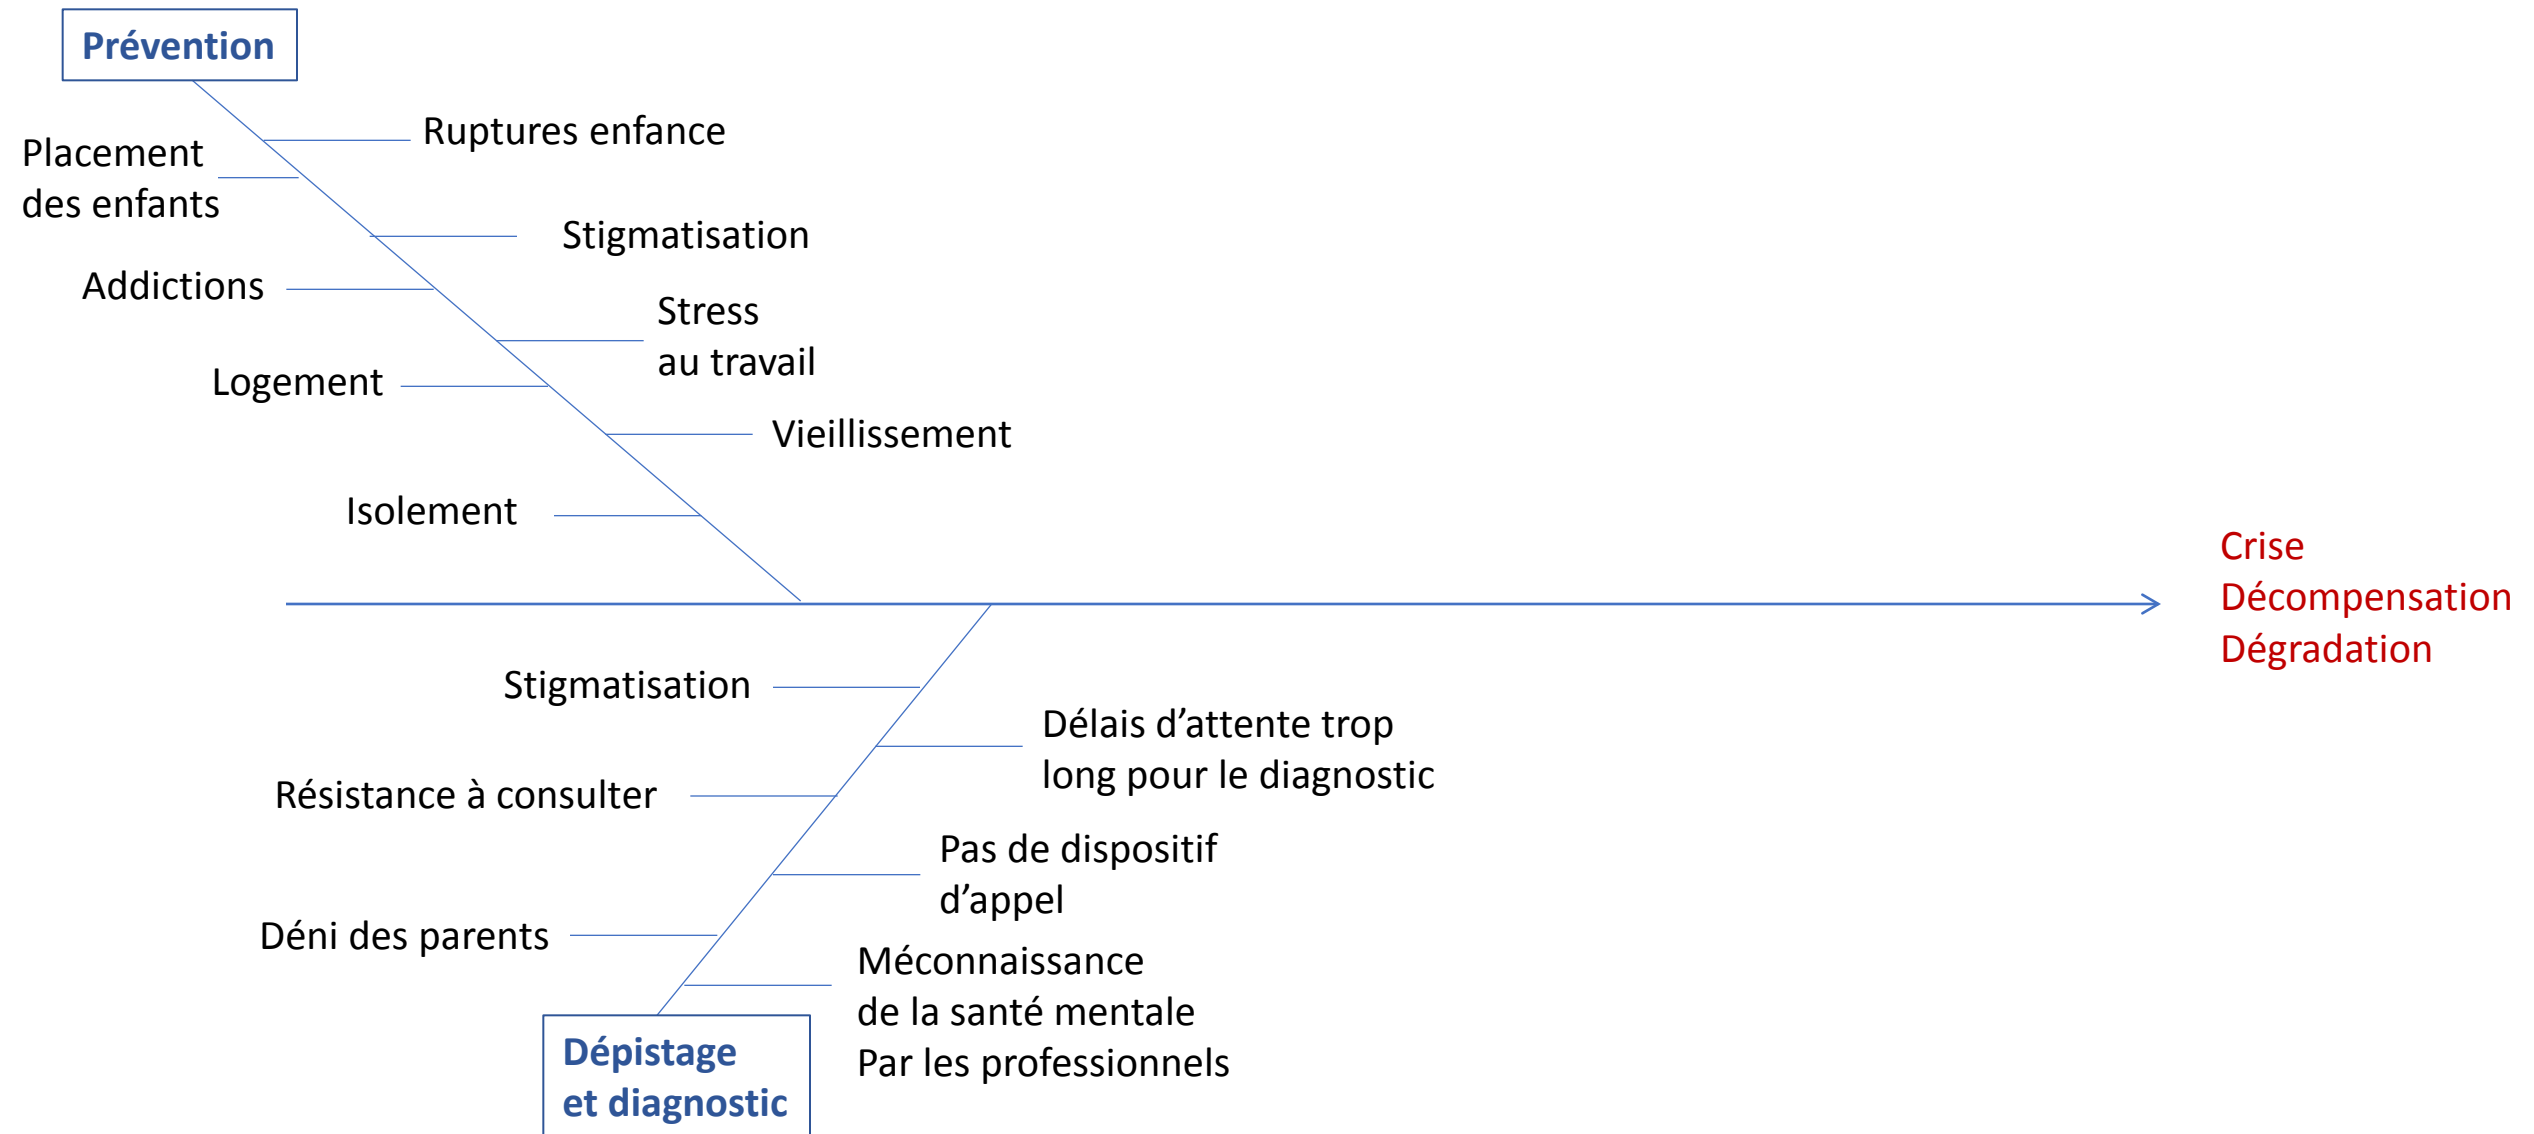 Prévention
Ruptures enfance
Placement
des enfants
Stigmatisation
Addictions
Stress
au travail
Logement
Vieillissement
Isolement
Crise
Décompensation
Dégradation
Stigmatisation
Délais d’attente trop
long pour le diagnostic
Résistance à consulter
Pas de dispositif
d’appel
Déni des parents
Méconnaissance
de la santé mentale
Par les professionnels
Dépistage
et diagnostic